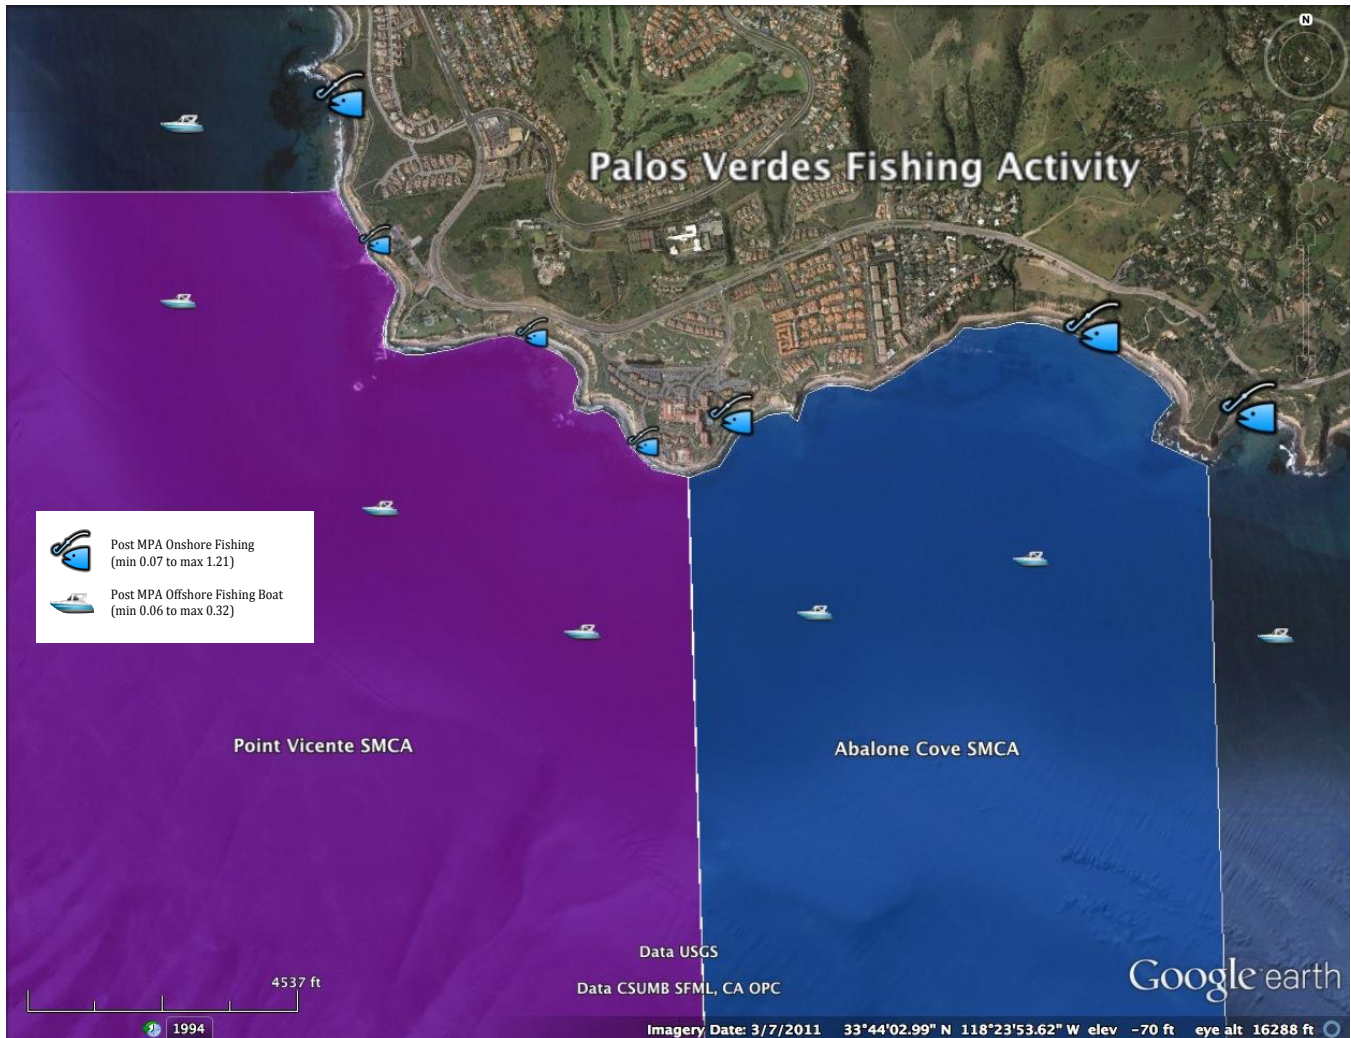 N
Palos Verdes Fishing Activity
Post MPA Onshore Fishing
(min 0.07 to max 1.21)
Post MPA Offshore Fishing Boat
(min 0.06 to max 0.32)
Point Vicente SMCA
Abalone Cove SMCA
Data USGS
Data CSUMB SFML, CA OPC
Google earth
4537 ft
1994
Imagery Date: 3/7/2011 33°44'02.99" N 118°23'53.62" W elev -70 ft eye alt 16288 ft